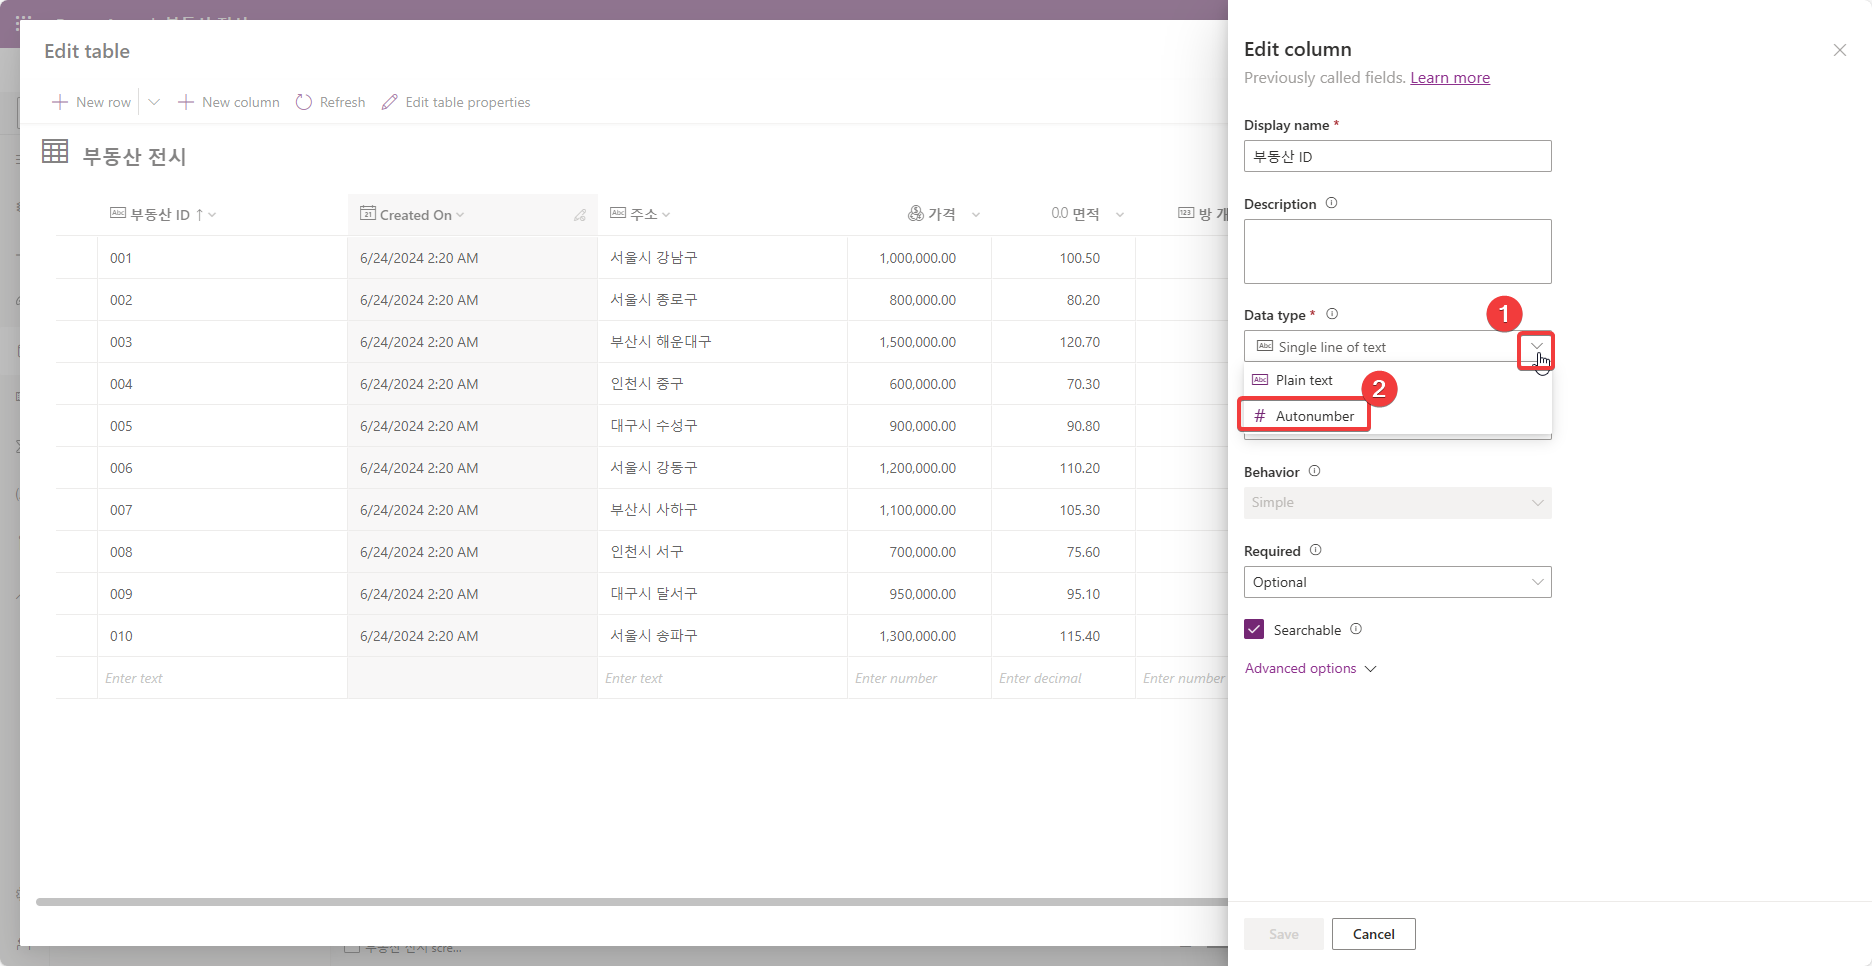 Edit table
New row
New column
Refresh
Edit table properties
부동산 전시
Abc 부동산 ID ↑
21 Created On
Abc 주소
가격
0.0 면적
123 방 개
001 6/24/2024 2:20 AM 서울시 강남구 1,000,000.00 100.50
002 6/24/2024 2:20 AM 서울시 종로구 800,000.00 80.20
003 6/24/2024 2:20 AM 부산시 해운대구 1,500,000.00 120.70
004 6/24/2024 2:20 AM 인천시 중구 600,000.00 70.30
005 6/24/2024 2:20 AM 대구시 수성구 900,000.00 90.80
006 6/24/2024 2:20 AM 서울시 강동구 1,200,000.00 110.20
007 6/24/2024 2:20 AM 부산시 사하구 1,100,000.00 105.30
008 6/24/2024 2:20 AM 인천시 서구 700,000.00 75.60
009 6/24/2024 2:20 AM 대구시 달서구 950,000.00 95.10
010 6/24/2024 2:20 AM 서울시 송파구 1,300,000.00 115.40
Enter text Enter text Enter number Enter decimal Enter number
부동산 전시 scre...
Edit column
Previously called fields. Learn more
Display name *
부동산 ID
Description
Data type *
1
Abc Single line of text
Abc Plain text
2
# Autonumber
Behavior
Simple
Required
Optional
Searchable
Advanced options
Save
Cancel